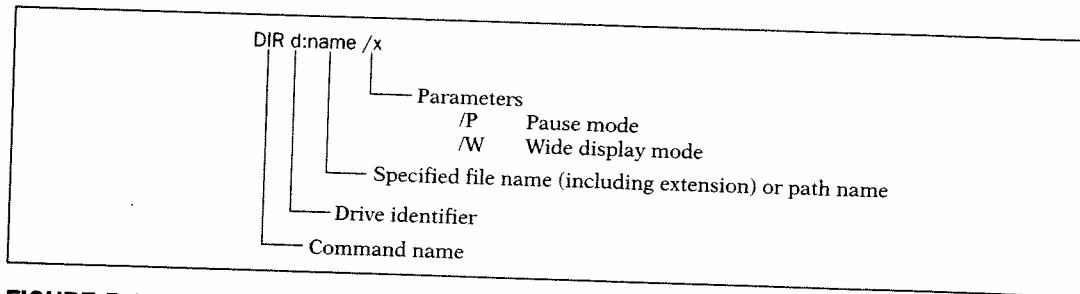 DIR d:name /x
Parameters
/P Pause mode
/W Wide display mode
Specified file name (including extension) or path name
Drive identifier
Command name